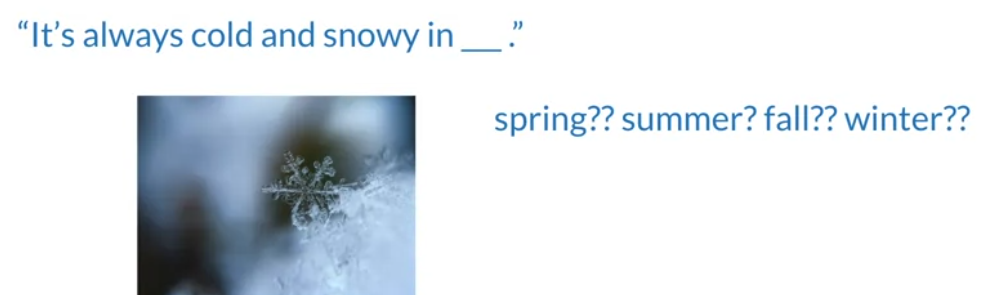 “It’s always cold and snowy in ___ .”
spring?? summer? fall?? winter??